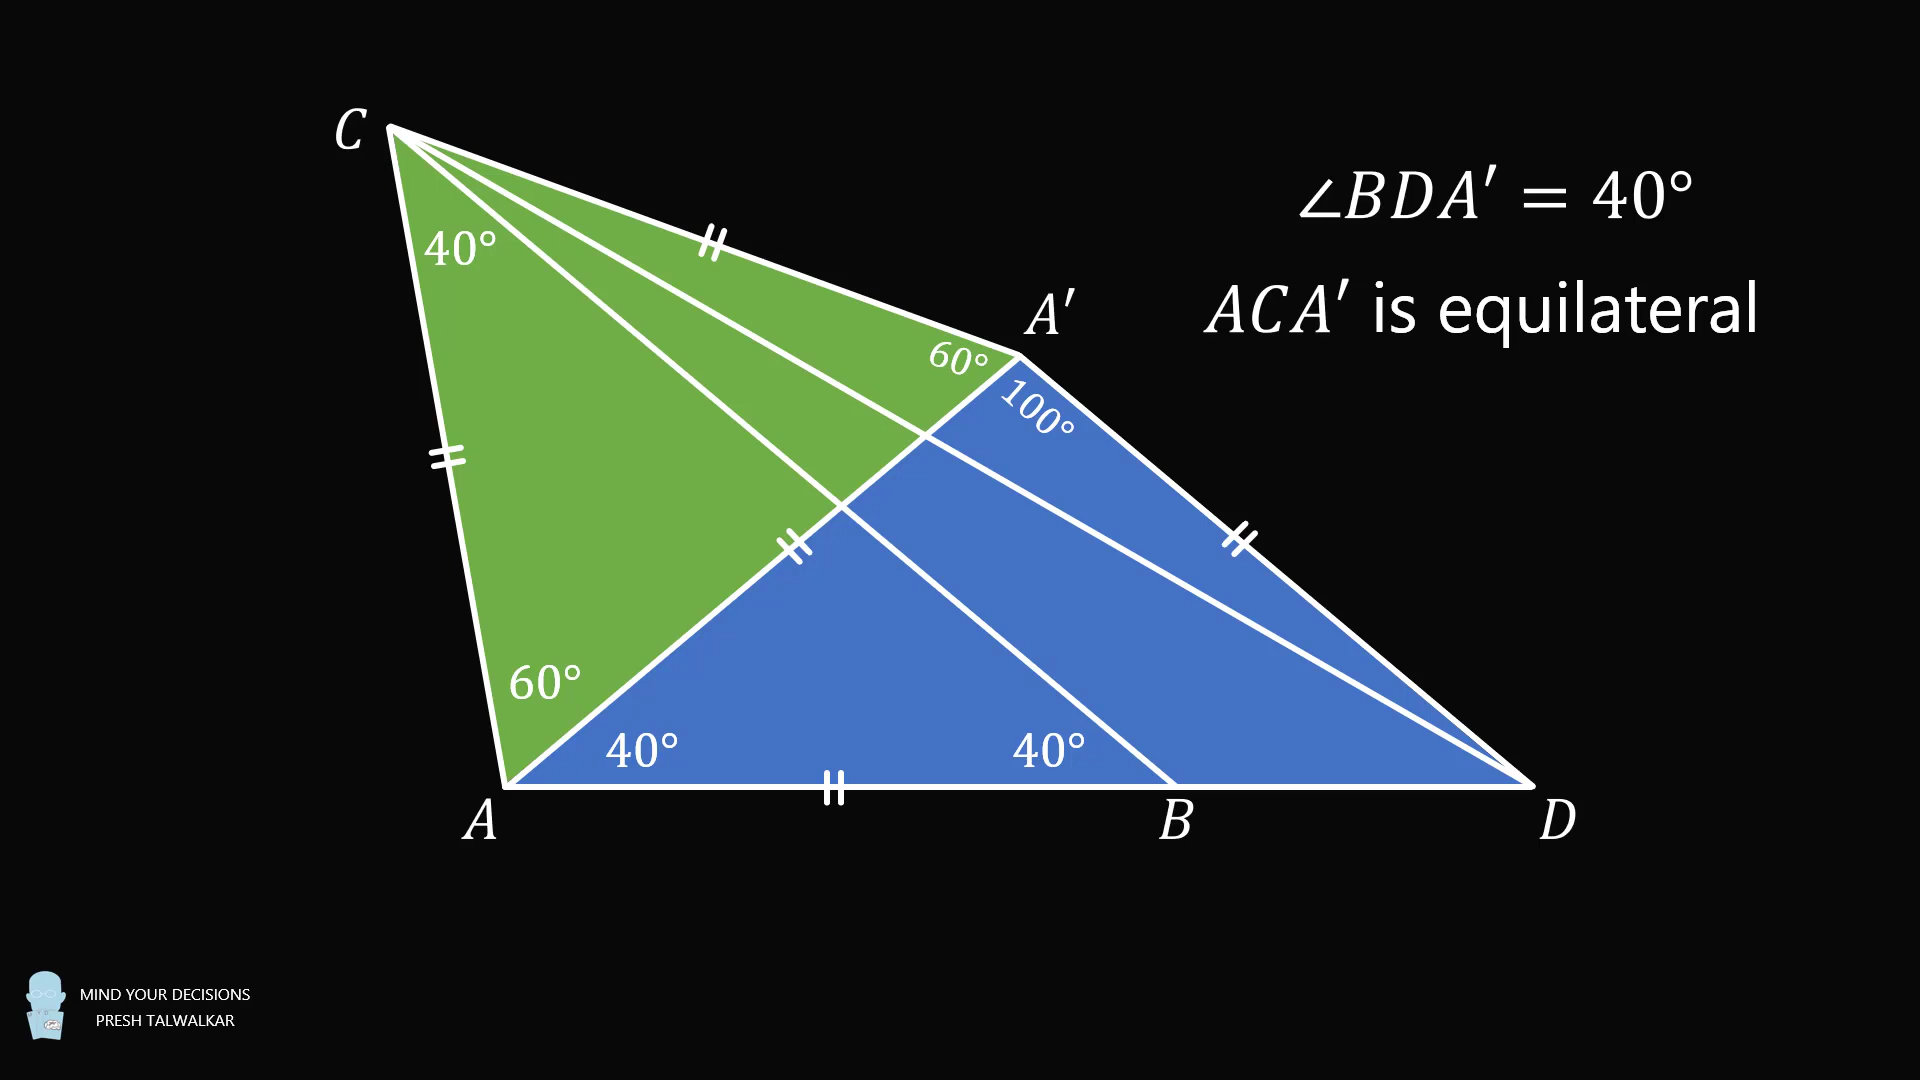 C
40°
∠BDA′ = 40°
A′
ACA′ is equilateral
60°
100°
60°
40°
40°
A
B
D
MIND YOUR DECISIONS
PRESH TALWALKAR